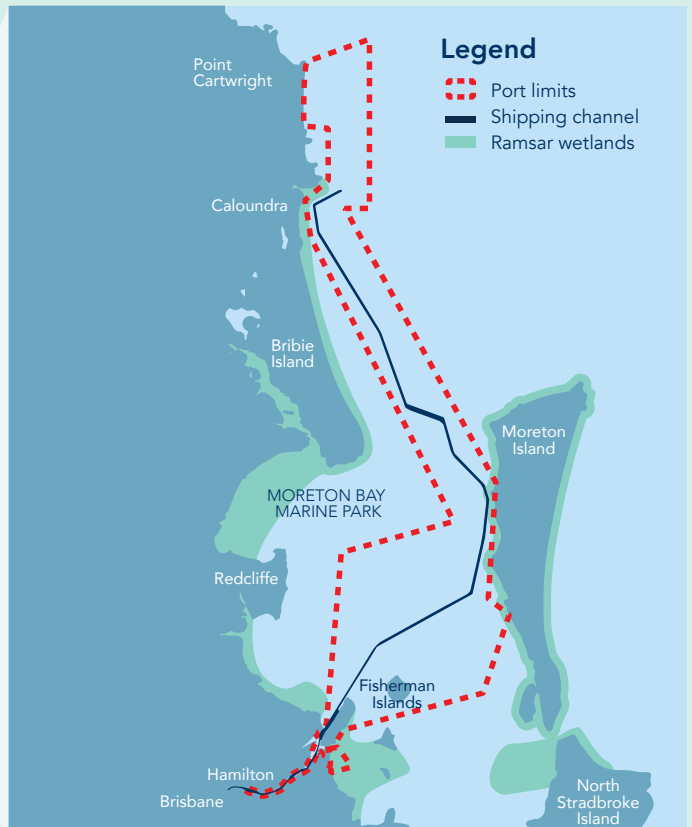 Legend
Point
Cartwright
Port limits
Shipping channel
Ramsar wetlands
Caloundra
Bribie
Island
Moreton
Island
MORETON BAY
MARINE PARK
Redcliffe
Fisherman
Islands
Hamilton
Brisbane
North
Stradbroke
Island